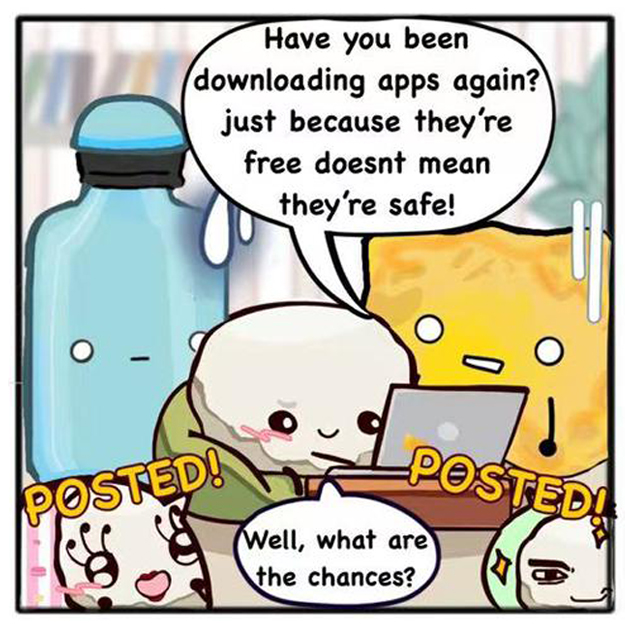 Have you been
downloading apps again?
just because they're
free doesnt mean
they're safe!
POSTED!
POSTED!
Well, what are
the chances?